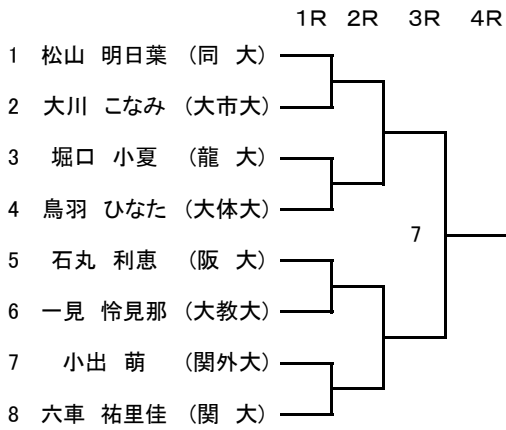 1R 2R 3R 4R
1 松山 明日葉 (同 大)
2 大川 こなみ (大市大)
3 堀口 小夏 (龍 大)
4 鳥羽 ひなた (大体大)
7
5 石丸 利恵 (阪 大)
6 一見 怜見那 (大教大)
7 小出 萌 (関外大)
8 六車 祐里佳 (関 大)